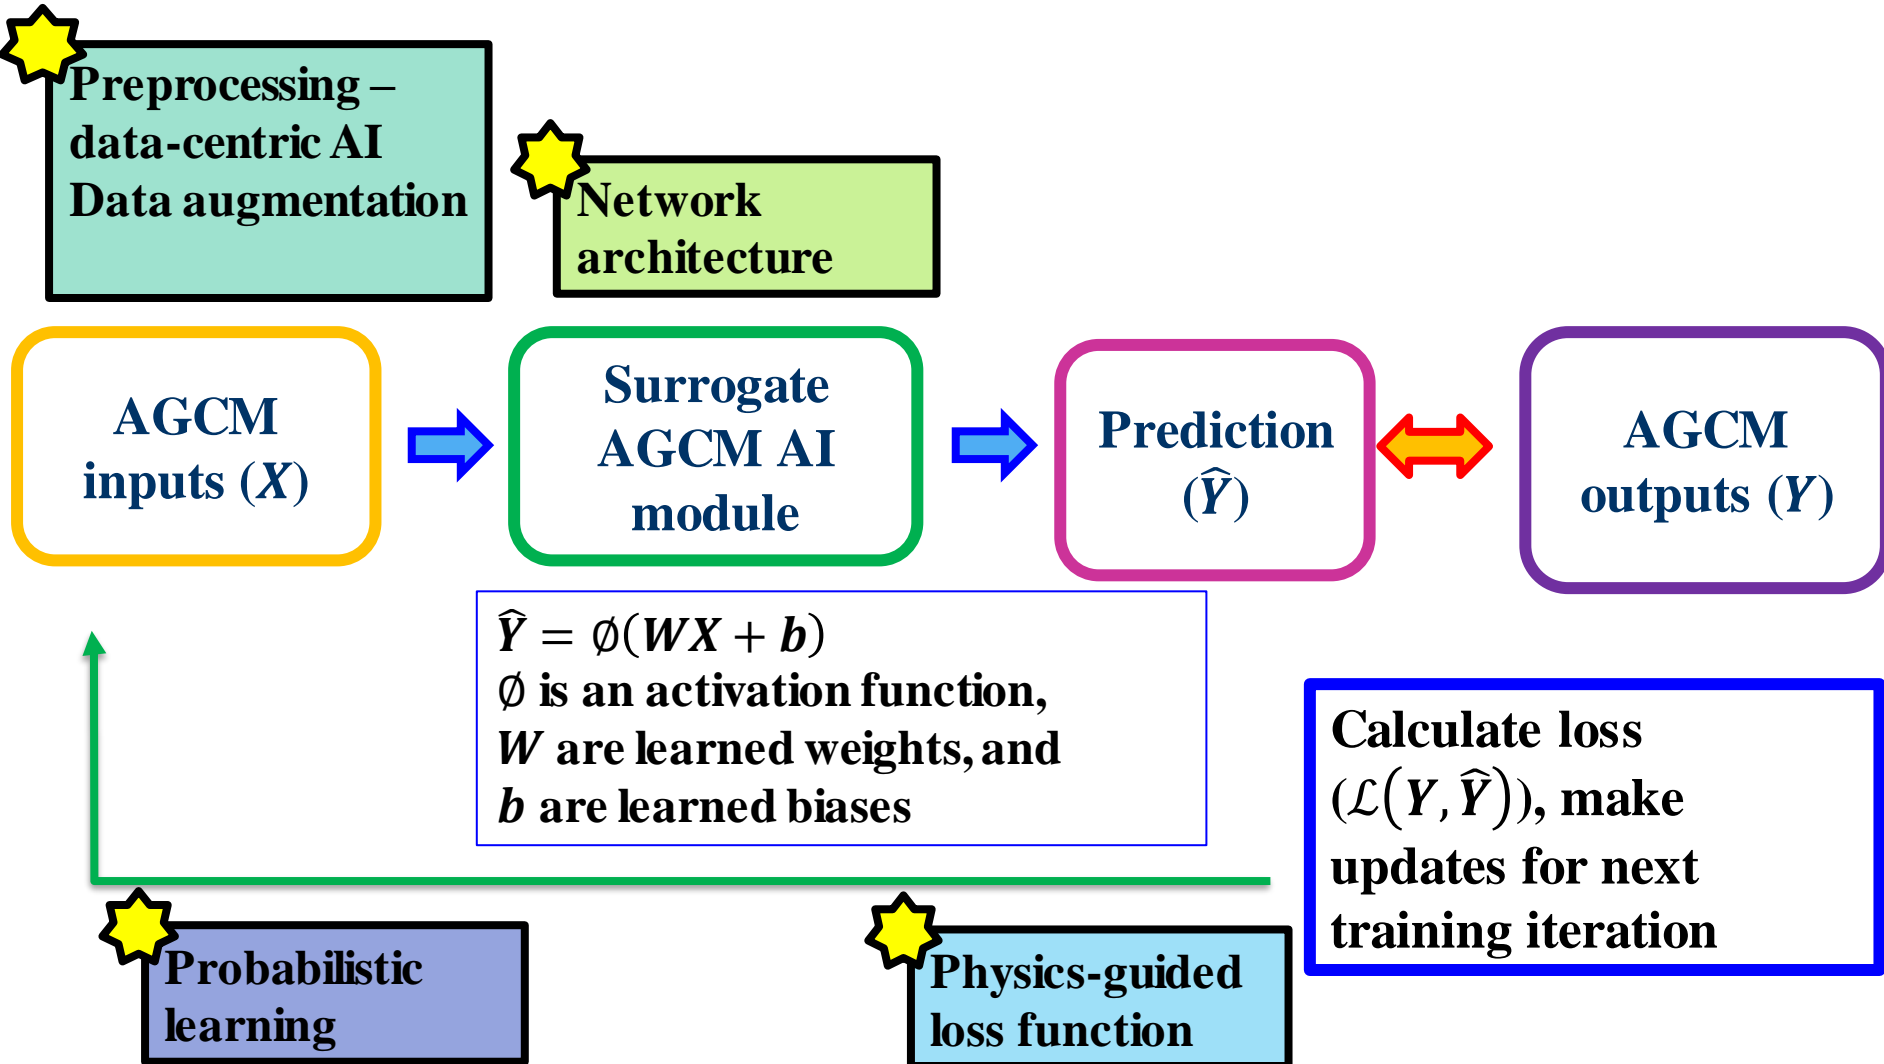 Preprocessing –
data-centric AI
Data augmentation
Network
architecture
AGCM
inputs (X)
Surrogate
AGCM AI
module
Prediction
(Ŷ)
AGCM
outputs (Y)
Ŷ = ∅(WX + b)
∅ is an activation function,
W are learned weights, and
b are learned biases
Calculate loss
(ℒ(Y, Ŷ)), make
updates for next
training iteration
Probabilistic
learning
Physics-guided
loss function